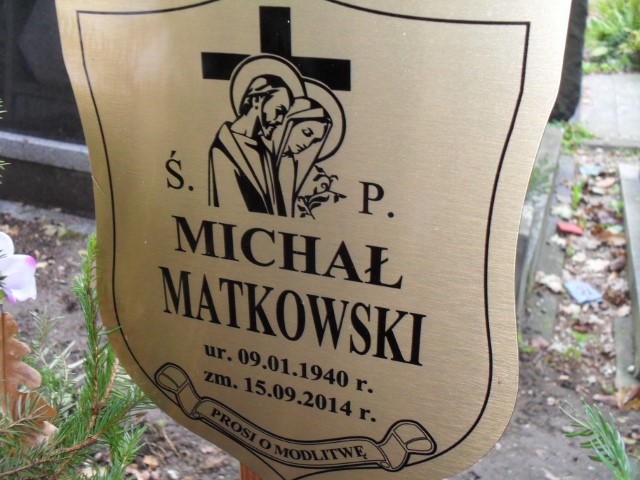 Ś. P.
MICHAŁ
MATKOWSKI
ur. 09.01.1940 r.
zm. 15.09.2014 r.
PROSI O MODLITWĘ